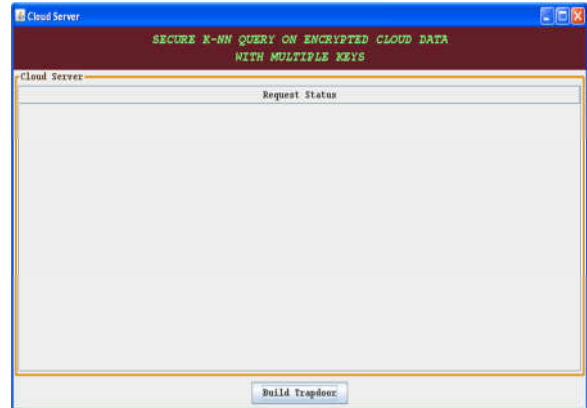 Cloud Server
SECURE K-NN QUERY ON ENCRYPTED CLOUD DATA
WITH MULTIPLE KEYS
Cloud Server
Request Status
Build Trapdoor